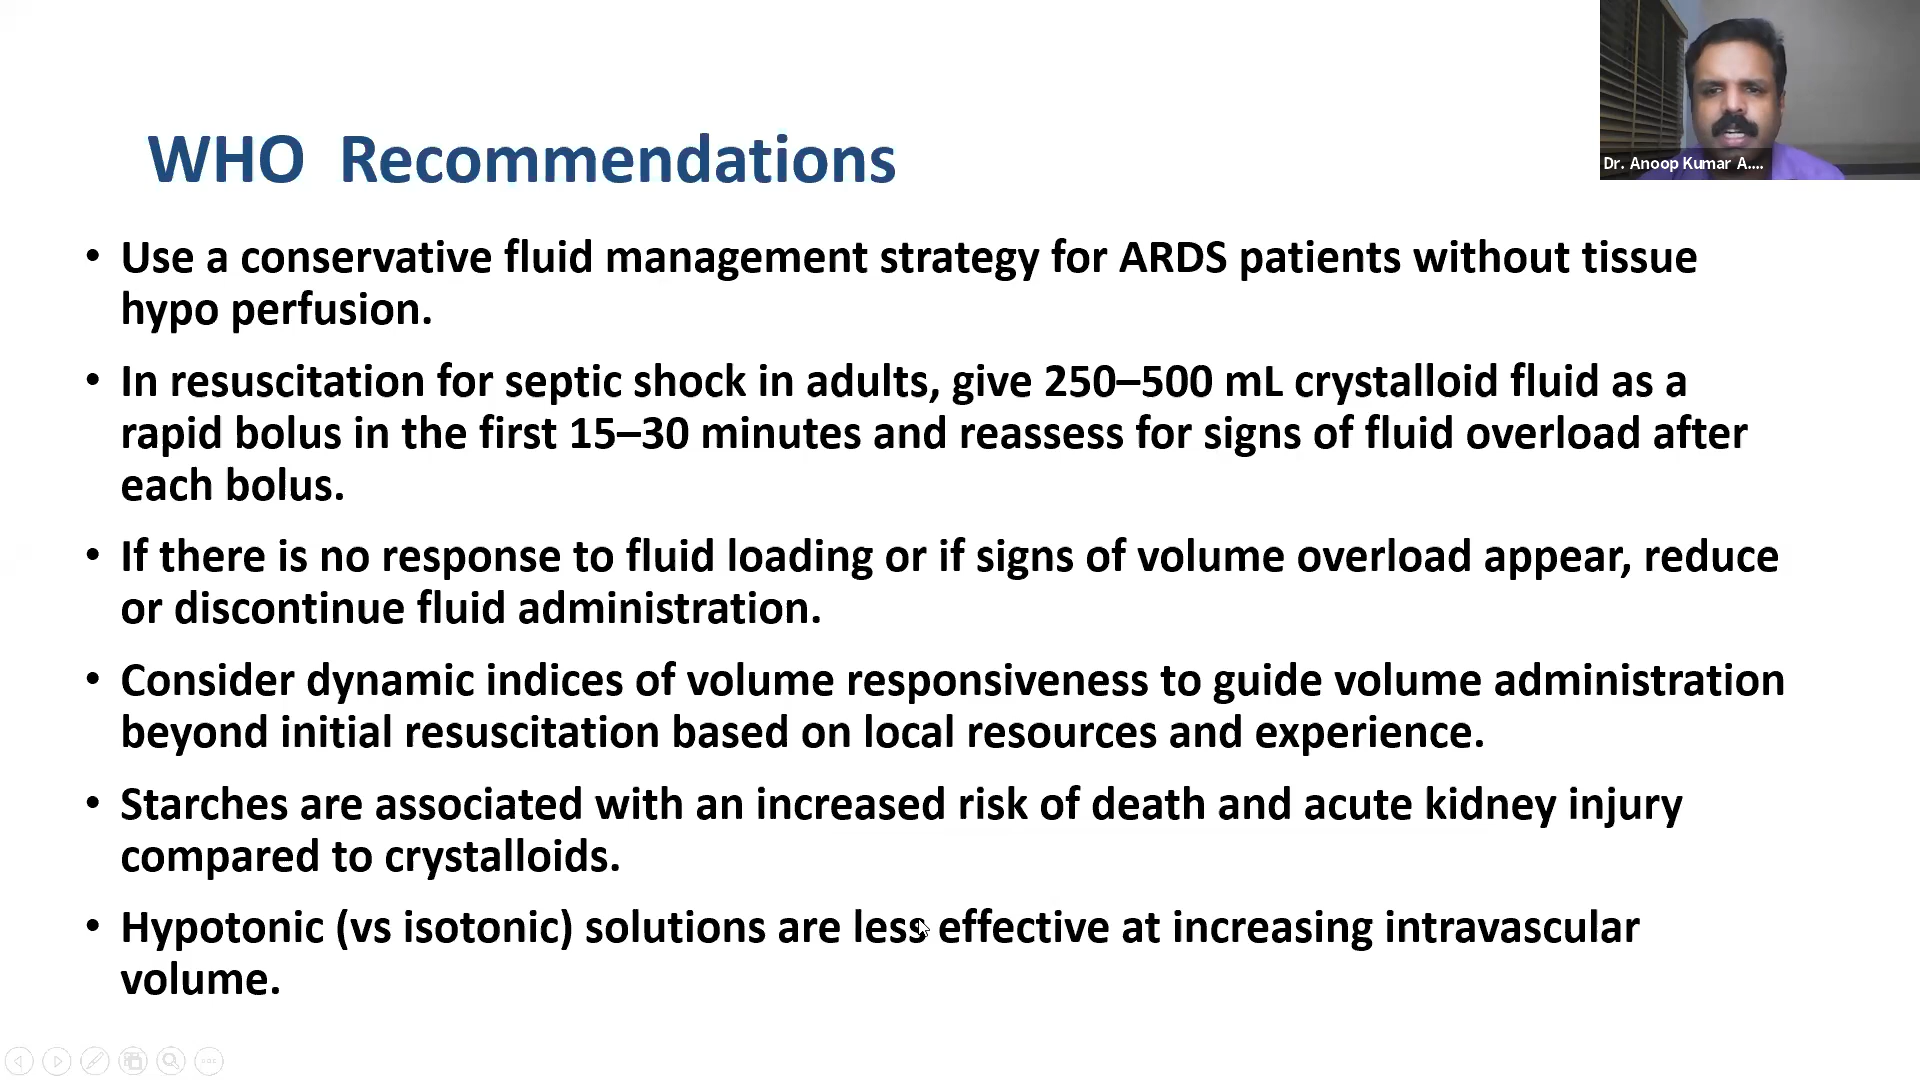 WHO Recommendations
Dr. Anoop Kumar A....
• Use a conservative fluid management strategy for ARDS patients without tissue
hypo perfusion.
• In resuscitation for septic shock in adults, give 250–500 mL crystalloid fluid as a
rapid bolus in the first 15–30 minutes and reassess for signs of fluid overload after
each bolus.
• If there is no response to fluid loading or if signs of volume overload appear, reduce
or discontinue fluid administration.
• Consider dynamic indices of volume responsiveness to guide volume administration
beyond initial resuscitation based on local resources and experience.
• Starches are associated with an increased risk of death and acute kidney injury
compared to crystalloids.
• Hypotonic (vs isotonic) solutions are less effective at increasing intravascular
volume.